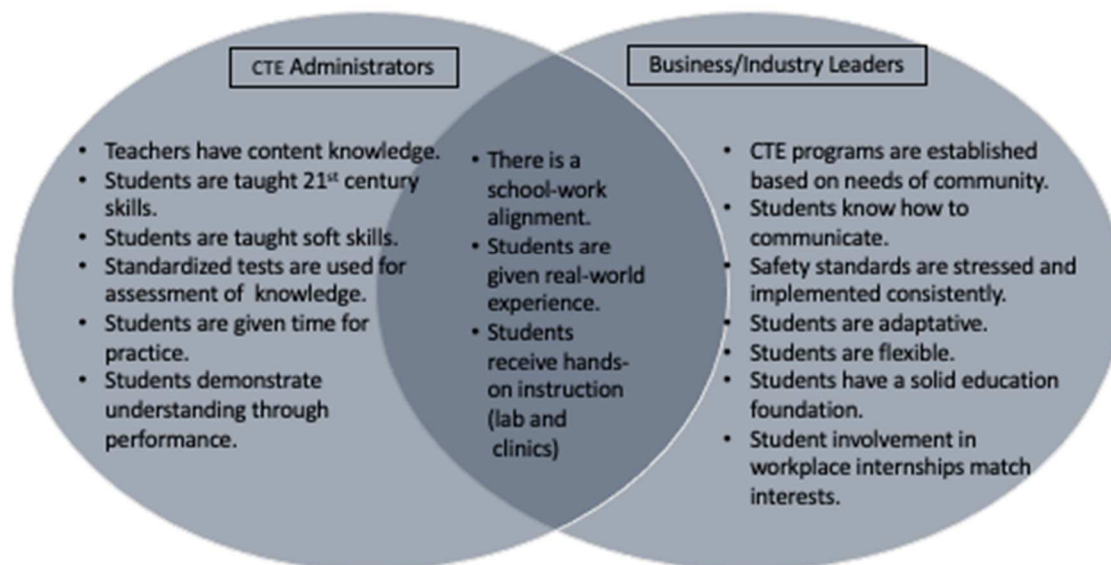 CTE Administrators
• Teachers have content knowledge.
• Students are taught 21st century
skills.
• Students are taught soft skills.
• Standardized tests are used for
assessment of knowledge.
• Students are given time for
practice.
• Students demonstrate
understanding through
performance.
• There is a
school-work
alignment.
• Students are
given real-world
experience.
• Students
receive hands-
on instruction
(lab and
clinics)
Business/Industry Leaders
• CTE programs are established
based on needs of community.
• Students know how to
communicate.
• Safety standards are stressed and
implemented consistently.
• Students are adaptative.
• Students are flexible.
• Students have a solid education
foundation.
• Student involvement in
workplace internships match
interests.